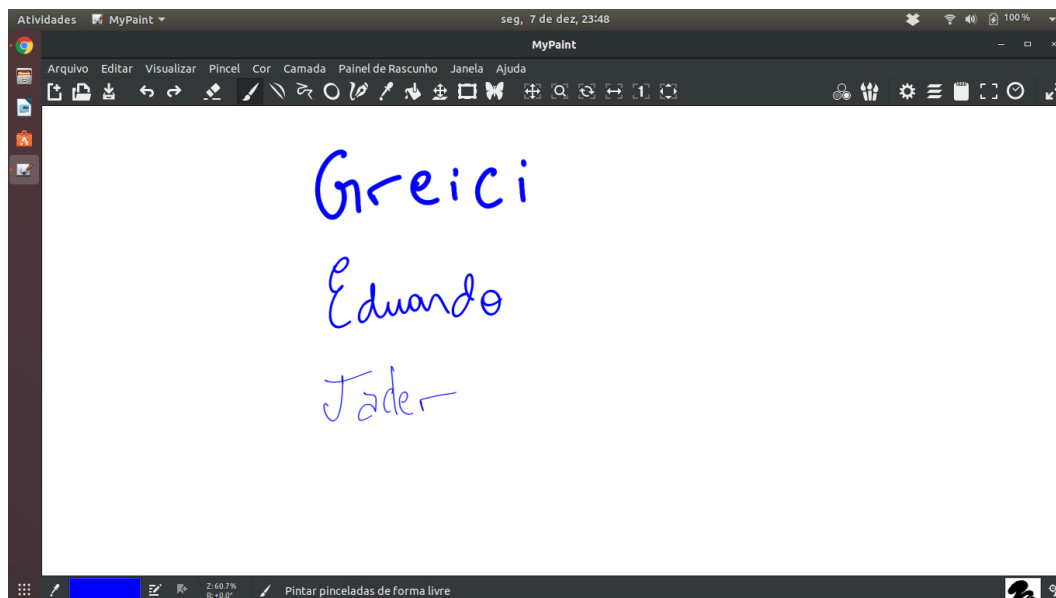 Atividades MyPaint seg, 7 de dez, 23:48 100 %
MyPaint
Arquivo Editar Visualizar Pincel Cor Camada Painel de Rascunho Janela Ajuda
Greici
Eduardo
Jader
Z:60.7%
R:+0.0°
Pintar pinceladas de forma livre